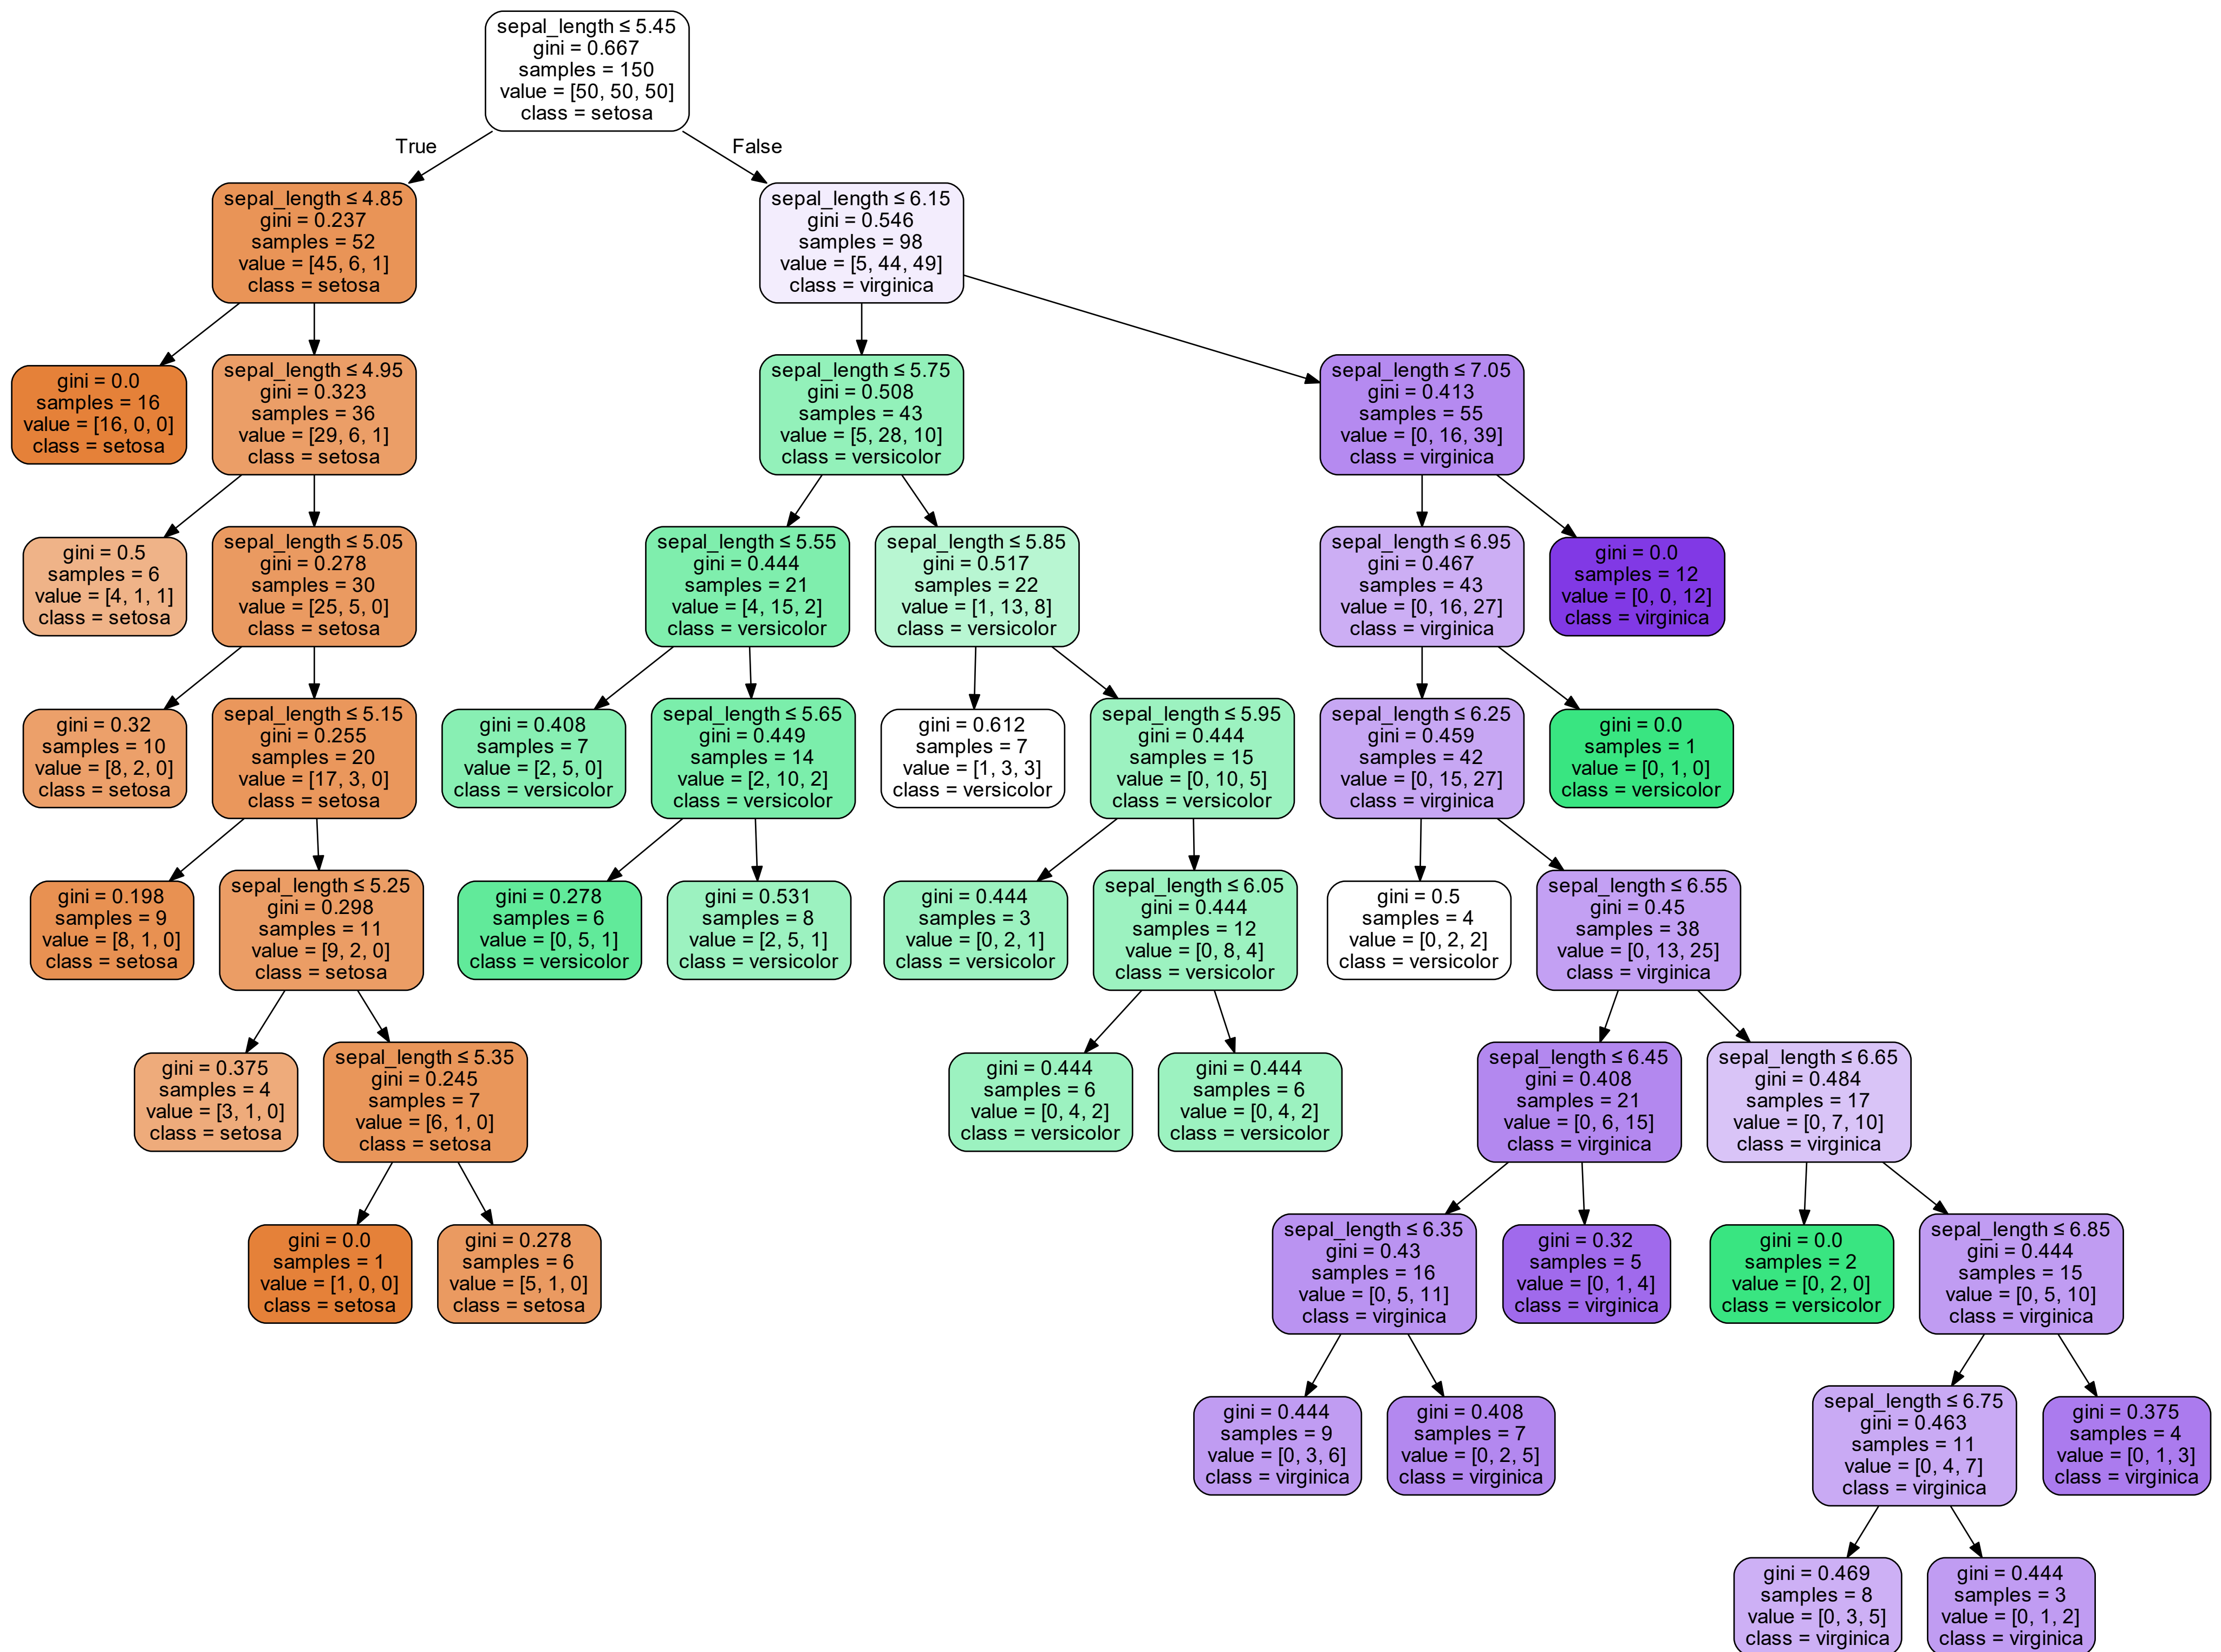 sepal_length ≤ 5.45
gini = 0.667
samples = 150
value = [50, 50, 50]
class = setosa
True
False
sepal_length ≤ 4.85
gini = 0.237
samples = 52
value = [45, 6, 1]
class = setosa
sepal_length ≤ 6.15
gini = 0.546
samples = 98
value = [5, 44, 49]
class = virginica
gini = 0.0
samples = 16
value = [16, 0, 0]
class = setosa
sepal_length ≤ 4.95
gini = 0.323
samples = 36
value = [29, 6, 1]
class = setosa
sepal_length ≤ 5.75
gini = 0.508
samples = 43
value = [5, 28, 10]
class = versicolor
sepal_length ≤ 7.05
gini = 0.413
samples = 55
value = [0, 16, 39]
class = virginica
gini = 0.5
samples = 6
value = [4, 1, 1]
class = setosa
sepal_length ≤ 5.05
gini = 0.278
samples = 30
value = [25, 5, 0]
class = setosa
sepal_length ≤ 5.55
gini = 0.444
samples = 21
value = [4, 15, 2]
class = versicolor
sepal_length ≤ 5.85
gini = 0.517
samples = 22
value = [1, 13, 8]
class = versicolor
sepal_length ≤ 6.95
gini = 0.467
samples = 43
value = [0, 16, 27]
class = virginica
gini = 0.0
samples = 12
value = [0, 0, 12]
class = virginica
gini = 0.32
samples = 10
value = [8, 2, 0]
class = setosa
sepal_length ≤ 5.15
gini = 0.255
samples = 20
value = [17, 3, 0]
class = setosa
gini = 0.408
samples = 7
value = [2, 5, 0]
class = versicolor
sepal_length ≤ 5.65
gini = 0.449
samples = 14
value = [2, 10, 2]
class = versicolor
gini = 0.612
samples = 7
value = [1, 3, 3]
class = versicolor
sepal_length ≤ 5.95
gini = 0.444
samples = 15
value = [0, 10, 5]
class = versicolor
sepal_length ≤ 6.25
gini = 0.459
samples = 42
value = [0, 15, 27]
class = virginica
gini = 0.0
samples = 1
value = [0, 1, 0]
class = versicolor
gini = 0.198
samples = 9
value = [8, 1, 0]
class = setosa
sepal_length ≤ 5.25
gini = 0.298
samples = 11
value = [9, 2, 0]
class = setosa
gini = 0.278
samples = 6
value = [0, 5, 1]
class = versicolor
gini = 0.531
samples = 8
value = [2, 5, 1]
class = versicolor
gini = 0.444
samples = 3
value = [0, 2, 1]
class = versicolor
sepal_length ≤ 6.05
gini = 0.444
samples = 12
value = [0, 8, 4]
class = versicolor
gini = 0.5
samples = 4
value = [0, 2, 2]
class = versicolor
sepal_length ≤ 6.55
gini = 0.45
samples = 38
value = [0, 13, 25]
class = virginica
gini = 0.375
samples = 4
value = [3, 1, 0]
class = setosa
sepal_length ≤ 5.35
gini = 0.245
samples = 7
value = [6, 1, 0]
class = setosa
gini = 0.444
samples = 6
value = [0, 4, 2]
class = versicolor
gini = 0.444
samples = 6
value = [0, 4, 2]
class = versicolor
sepal_length ≤ 6.45
gini = 0.408
samples = 21
value = [0, 6, 15]
class = virginica
sepal_length ≤ 6.65
gini = 0.484
samples = 17
value = [0, 7, 10]
class = virginica
gini = 0.0
samples = 1
value = [1, 0, 0]
class = setosa
gini = 0.278
samples = 6
value = [5, 1, 0]
class = setosa
sepal_length ≤ 6.35
gini = 0.43
samples = 16
value = [0, 5, 11]
class = virginica
gini = 0.32
samples = 5
value = [0, 1, 4]
class = virginica
gini = 0.0
samples = 2
value = [0, 2, 0]
class = versicolor
sepal_length ≤ 6.85
gini = 0.444
samples = 15
value = [0, 5, 10]
class = virginica
gini = 0.444
samples = 9
value = [0, 3, 6]
class = virginica
gini = 0.408
samples = 7
value = [0, 2, 5]
class = virginica
sepal_length ≤ 6.75
gini = 0.463
samples = 11
value = [0, 4, 7]
class = virginica
gini = 0.375
samples = 4
value = [0, 1, 3]
class = virginica
gini = 0.469
samples = 8
value = [0, 3, 5]
class = virginica
gini = 0.444
samples = 3
value = [0, 1, 2]
class = virginica